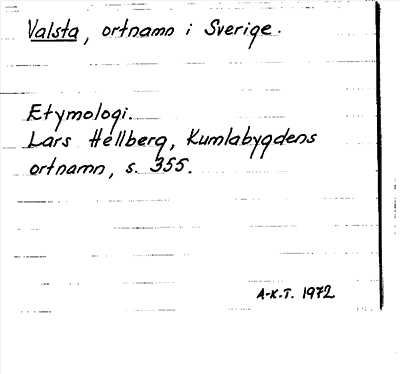 Valsta, ortnamn i Sverige.
Etymologi.
Lars Hellberg, Kumlabygdens
ortnamn, s. 355.
A-K.T. 1972